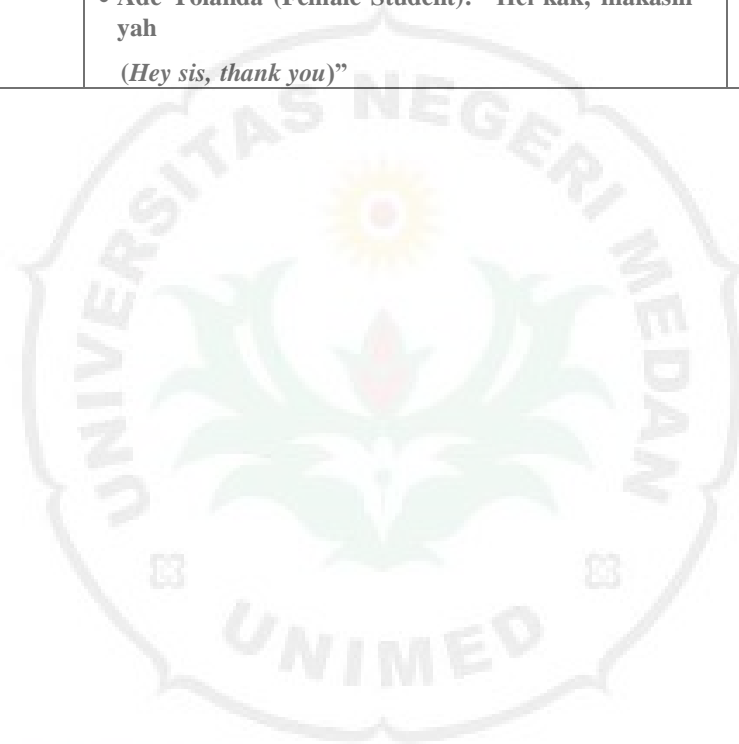 • Ade Yolanda (Female Student): “Hei kak, makasih
yah
(Hey sis, thank you)”
UNIVERSITAS NEGERI MEDAN
UNIMED